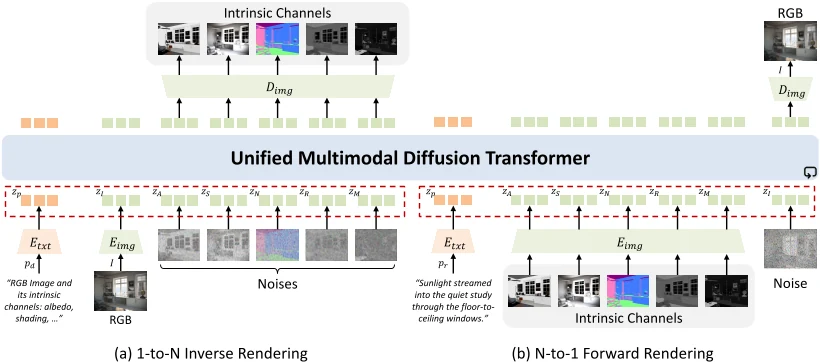 Intrinsic Channels
RGB
I
D_img
D_img
Unified Multimodal Diffusion Transformer
z_p z_I z_A z_S z_N z_R z_M
z_p z_A z_S z_N z_R z_M z_I
E_txt
E_img
E_txt
E_img
p_d
I
p_r
"RGB Image and
its intrinsic
channels: albedo,
shading, ..."
RGB
Noises
"Sunlight streamed
into the quiet study
through the floor-to-
ceiling windows."
Intrinsic Channels
Noise
(a) 1-to-N Inverse Rendering
(b) N-to-1 Forward Rendering